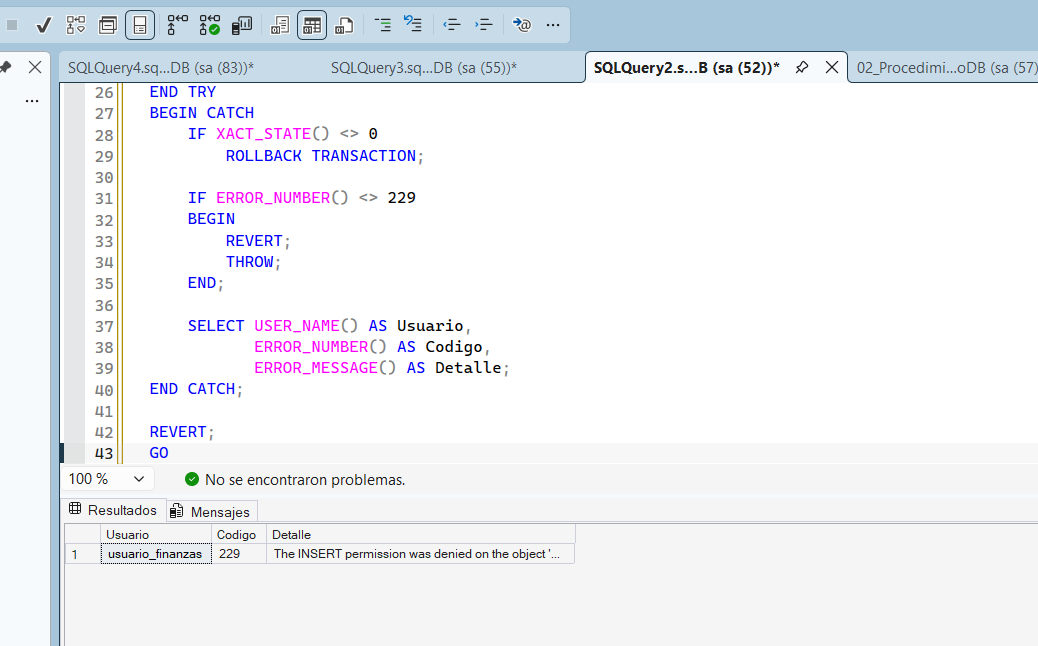 SQLQuery4.sq...DB (sa (83))*
SQLQuery3.sq...DB (sa (55))*
SQLQuery2.s...B (sa (52))*
02_Procedimi...oDB (sa (57)
26 END TRY
27 BEGIN CATCH
28 IF XACT_STATE() <> 0
29 ROLLBACK TRANSACTION;
30
31 IF ERROR_NUMBER() <> 229
32 BEGIN
33 REVERT;
34 THROW;
35 END;
36
37 SELECT USER_NAME() AS Usuario,
38 ERROR_NUMBER() AS Codigo,
39 ERROR_MESSAGE() AS Detalle;
40 END CATCH;
41
42 REVERT;
43 GO
100 %
No se encontraron problemas.
Resultados Mensajes
Usuario Codigo Detalle
1 usuario_finanzas 229 The INSERT permission was denied on the object '...